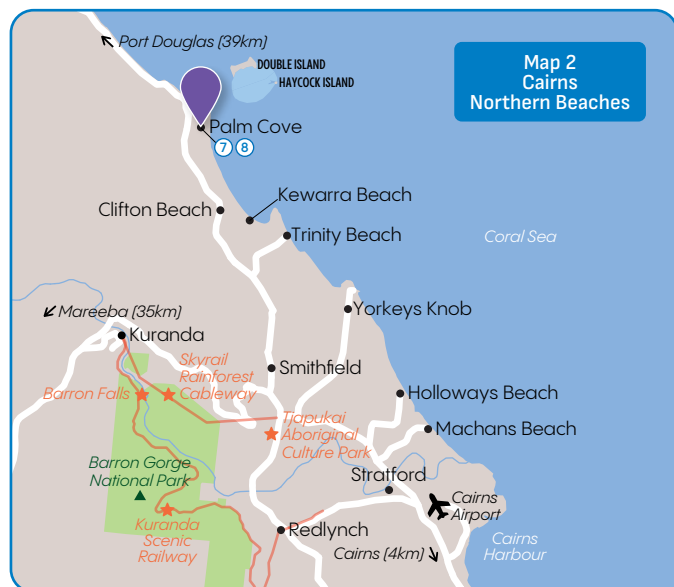 Port Douglas (39km)
DOUBLE ISLAND
HAYCOCK ISLAND
Map 2
Cairns
Northern Beaches
Palm Cove
7 8
Kewarra Beach
Clifton Beach
Trinity Beach
Coral Sea
Mareeba (35km)
Yorkeys Knob
Kuranda
Skyrail
Rainforest
Cableway
Smithfield
Barron Falls
Holloways Beach
Tjapukai
Aboriginal
Culture Park
Machans Beach
Barron Gorge
National Park
Stratford
Cairns
Airport
Kuranda
Scenic
Railway
Redlynch
Cairns
Harbour
Cairns (4km)